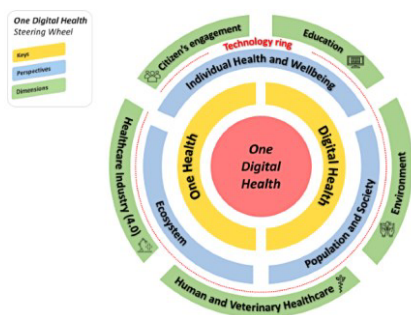 One Digital Health
Steering Wheel
Keys
Perspectives
Dimensions
Citizen's engagement
Education
Technology ring
Individual Health and Wellbeing
One Health
Digital Health
One
Digital
Health
Healthcare Industry (4.0)
Environment
Ecosystem
Population and Society
Human and Veterinary Healthcare